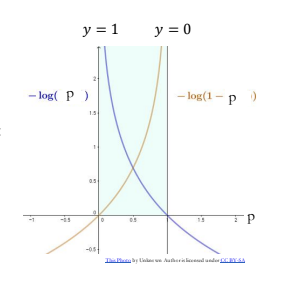 y = 1 y = 0
− log( p ) − log(1 − p )
2
1.5
1
0.5
−1 −0.5 0 0.5 1 1.5 2 p
−0.5
This Photo by Unknown Author is licensed under CC BY-SA